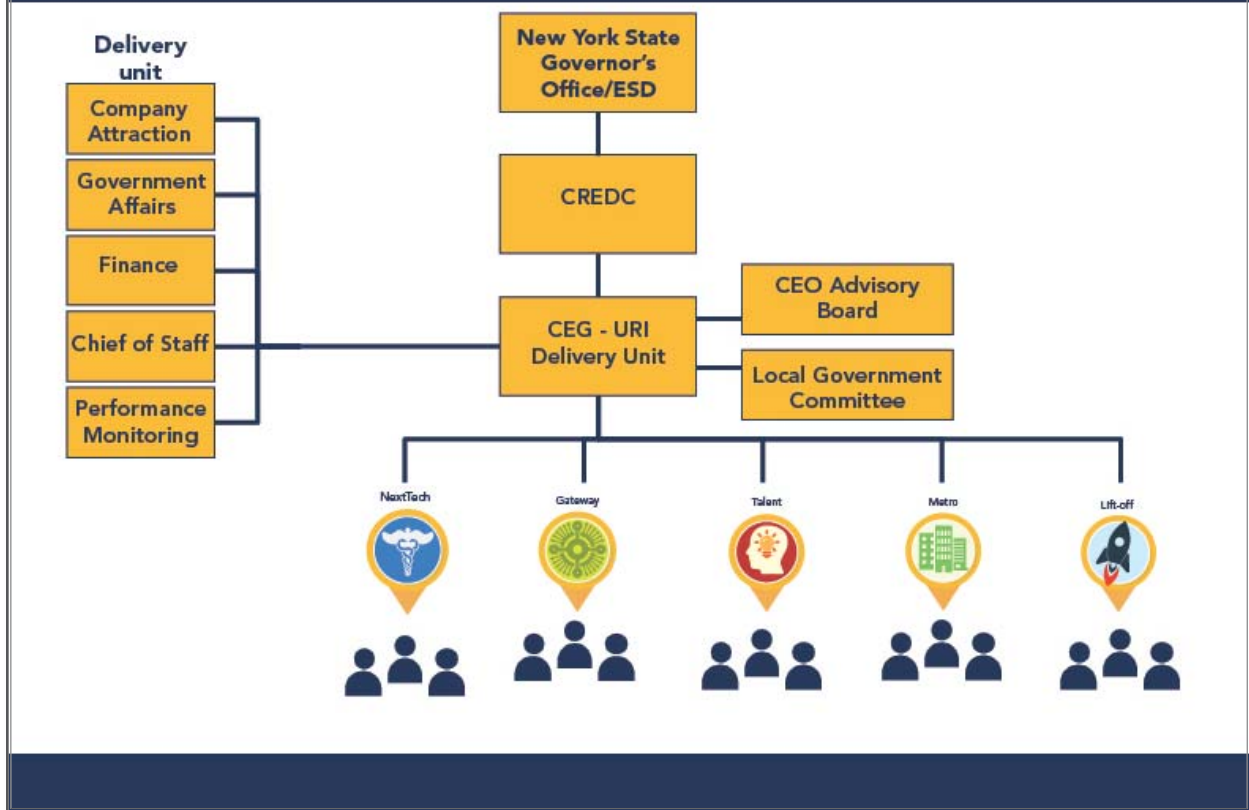 Delivery
unit
Company
Attraction
Government
Affairs
Finance
Chief of Staff
Performance
Monitoring
New York State
Governor's
Office/ESD
CREDC
CEG - URI
Delivery Unit
CEO Advisory
Board
Local Government
Committee
NextTech
Gateway
Talent
Metro
Lift-off